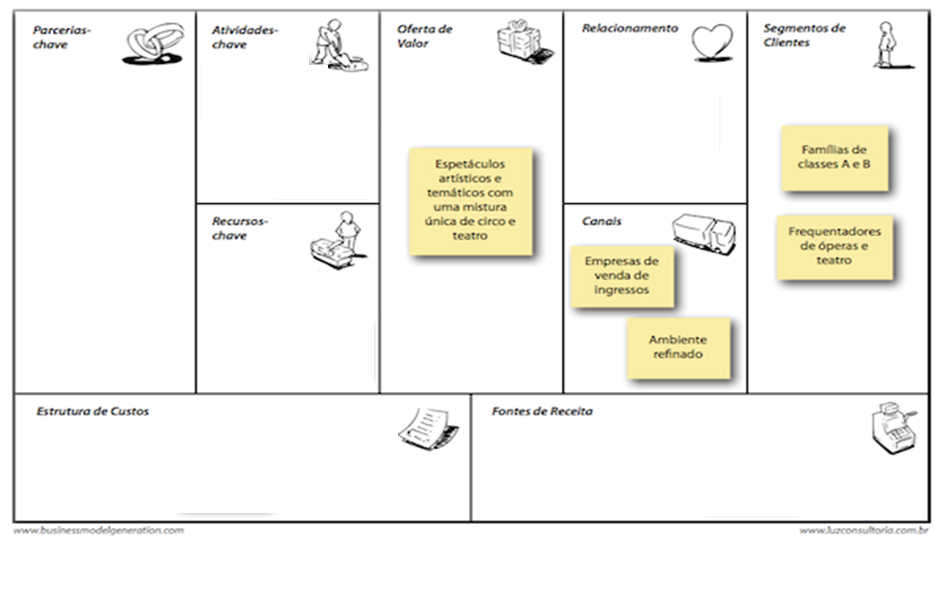 Parcerias-
chave
Atividades-
chave
Oferta de
Valor
Relacionamento
Segmentos de
Clientes
Espetáculos
artísticos e
temáticos com
uma mistura
única de circo e
teatro
Famílias de
classes A e B
Frequentadores
de óperas e
teatro
Recursos-
chave
Canais
Empresas de
venda de
ingressos
Ambiente
refinado
Estrutura de Custos
Fontes de Receita
www.businessmodelgeneration.com
www.luzconsultoria.com.br